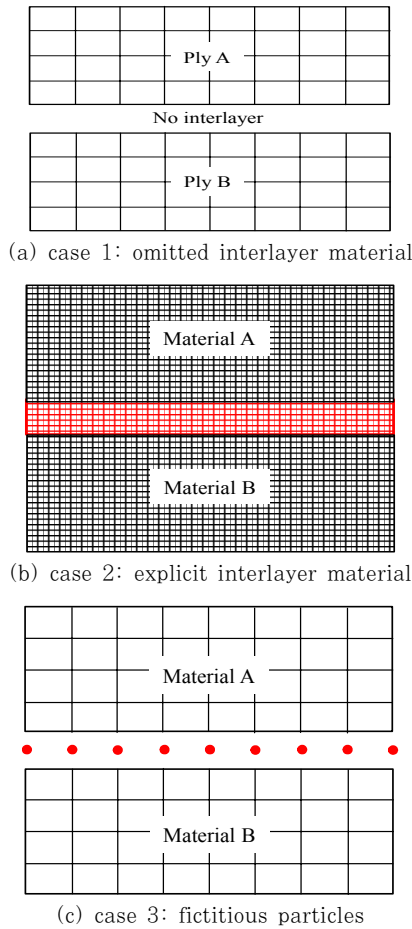 Ply A
No interlayer
Ply B
(a) case 1: omitted interlayer material
Material A
Material B
(b) case 2: explicit interlayer material
Material A
Material B
(c) case 3: fictitious particles